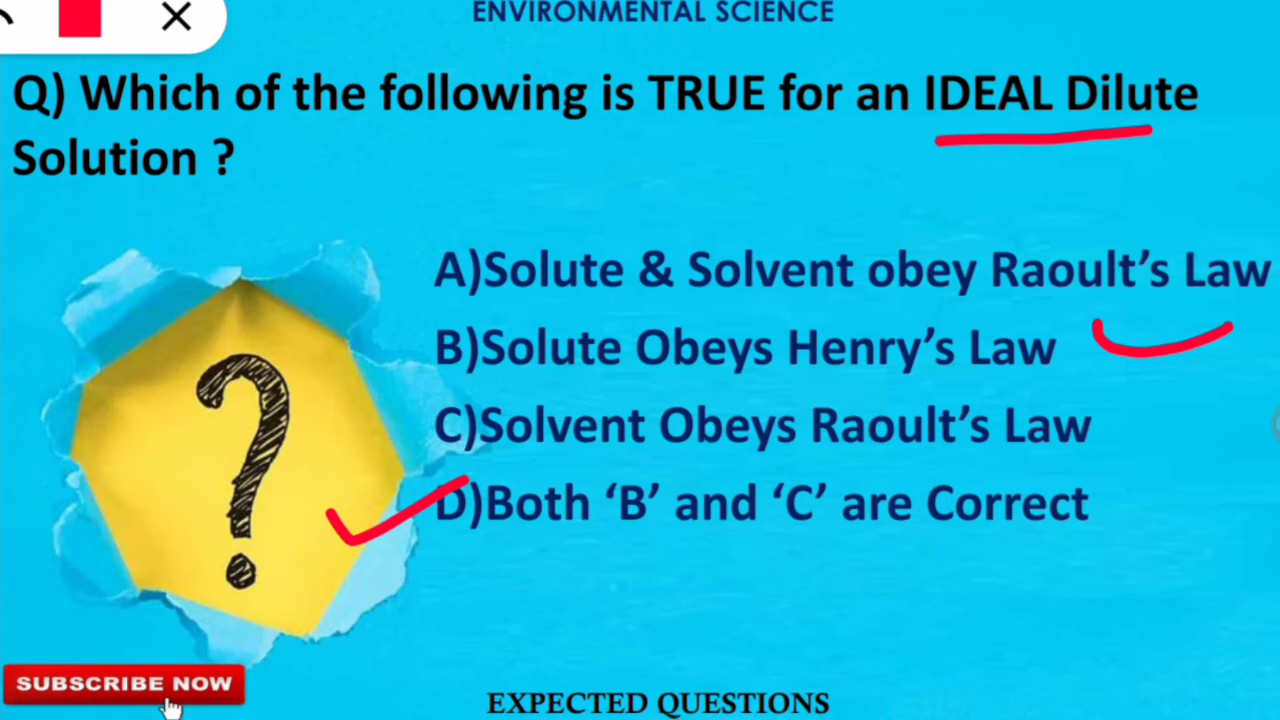 ENVIRONMENTAL SCIENCE
Q) Which of the following is TRUE for an IDEAL Dilute
Solution ?
A)Solute & Solvent obey Raoult’s Law
B)Solute Obeys Henry’s Law
C)Solvent Obeys Raoult’s Law
D)Both ‘B’ and ‘C’ are Correct
SUBSCRIBE NOW
EXPECTED QUESTIONS